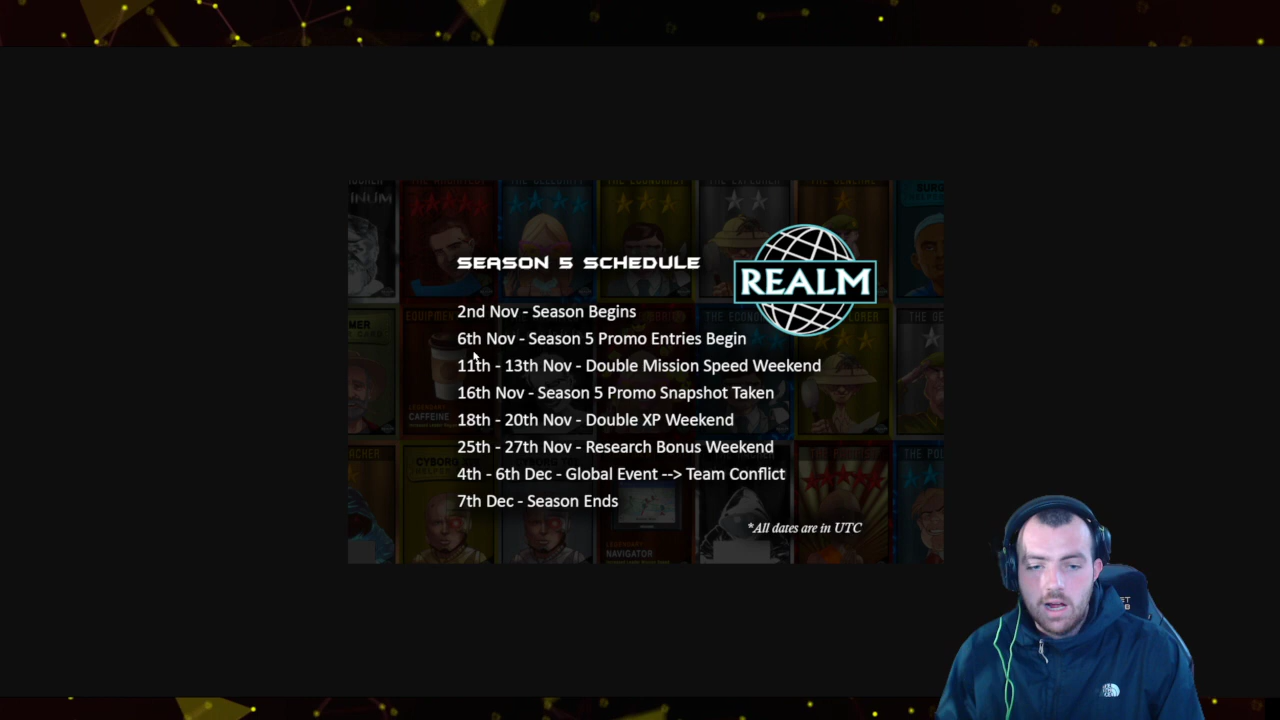 SEASON 5 SCHEDULE
REALM
2nd Nov - Season Begins
6th Nov - Season 5 Promo Entries Begin
11th - 13th Nov - Double Mission Speed Weekend
16th Nov - Season 5 Promo Snapshot Taken
18th - 20th Nov - Double XP Weekend
25th - 27th Nov - Research Bonus Weekend
4th - 6th Dec - Global Event --> Team Conflict
7th Dec - Season Ends
*All dates are in UTC
CAFFEINE
LEGENDARY
NAVIGATOR